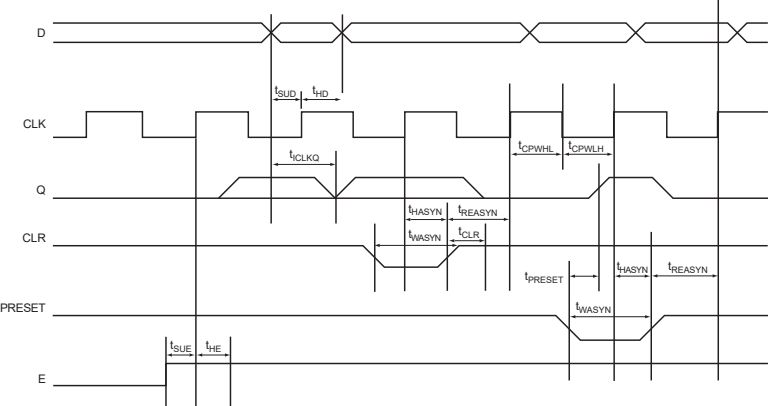 D
tSUD tHD
CLK
tCPWHL tCPWLH
tICLKQ
Q
tHASYN tREASYN
CLR
tWASYN tCLR
tPRESET tHASYN tREASYN
PRESET
tWASYN
tSUE tHE
E